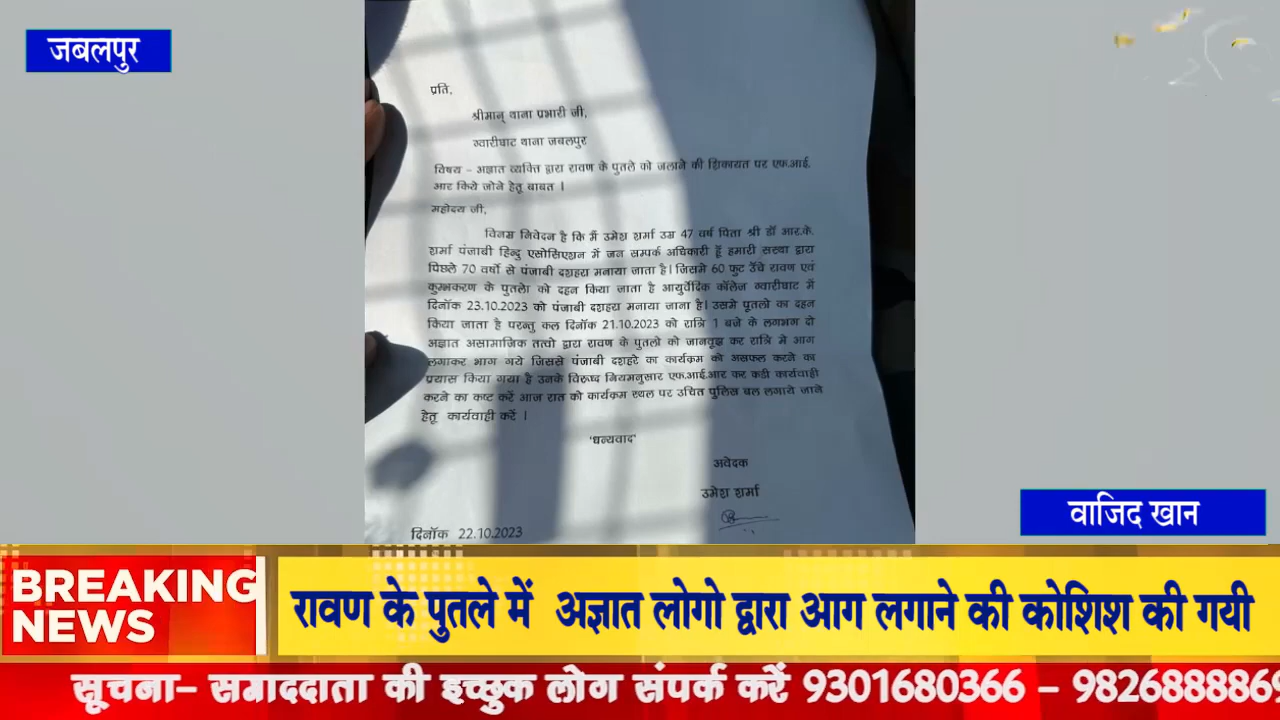 जबलपुर
प्रति,
श्रीमान् थाना प्रभारी जी,
ग्वारीघाट थाना जबलपुर
विषय – अज्ञात व्यक्ति द्वारा रावण के पुतले को जलाने की शिकायत पर एफ.आई.
आर किये जोने हेतू बाबत ।
महोदय जी,
विनम्र निवेदन है कि मैं उमेश शर्मा उम्र 47 वर्ष पिता श्री डॉ आर.के.
शर्मा पंजाबी हिन्दु एसोसिएशन में जन सम्पर्क अधिकारी हूँ हमारी सस्था द्वारा
पिछले 70 वर्षो से पंजाबी दशहरा मनाया जाता है। जिसमे 60 फुट उँचे रावण एवं
कुम्भकरण के पुतलेा को दहन किया जाता है आयुर्वेदिक कॉलेज ग्वारीघाट में
दिनॉक 23.10.2023 को पंजाबी दशहरा मनाया जाना है। उसमे पूतलो का दहन
किया जाता है परन्तु कल दिनॉक 21.10.2023 को रात्रि 1 बजे के लगभग दो
अज्ञात असामाजिक तत्वो द्वारा रावण के पुतलो को जानवूझ कर रात्रि मे आग
लगाकर भाग गये जिससे पंजाबी दशहरे का कार्यक्रम को असफल करने का
प्रयास किया गया है उनके विरूध्द नियमनुसार एफ.आई.आर कर कडी कार्यवाही
करने का कष्ट करें आज रात को कार्यक्रम स्थल पर उचित पुलिस बल लगाये जाने
हेतू कार्यवाही करें ।
'धन्यवाद'
अवेदक
उमेश शर्मा
दिनॉक 22.10.2023
वाजिद खान
BREAKING
NEWS
रावण के पुतले में अज्ञात लोगो द्वारा आग लगाने की कोशिश की गयी
सूचना– समाददाता की इच्छुक लोग संपर्क करें 9301680366 – 982688886